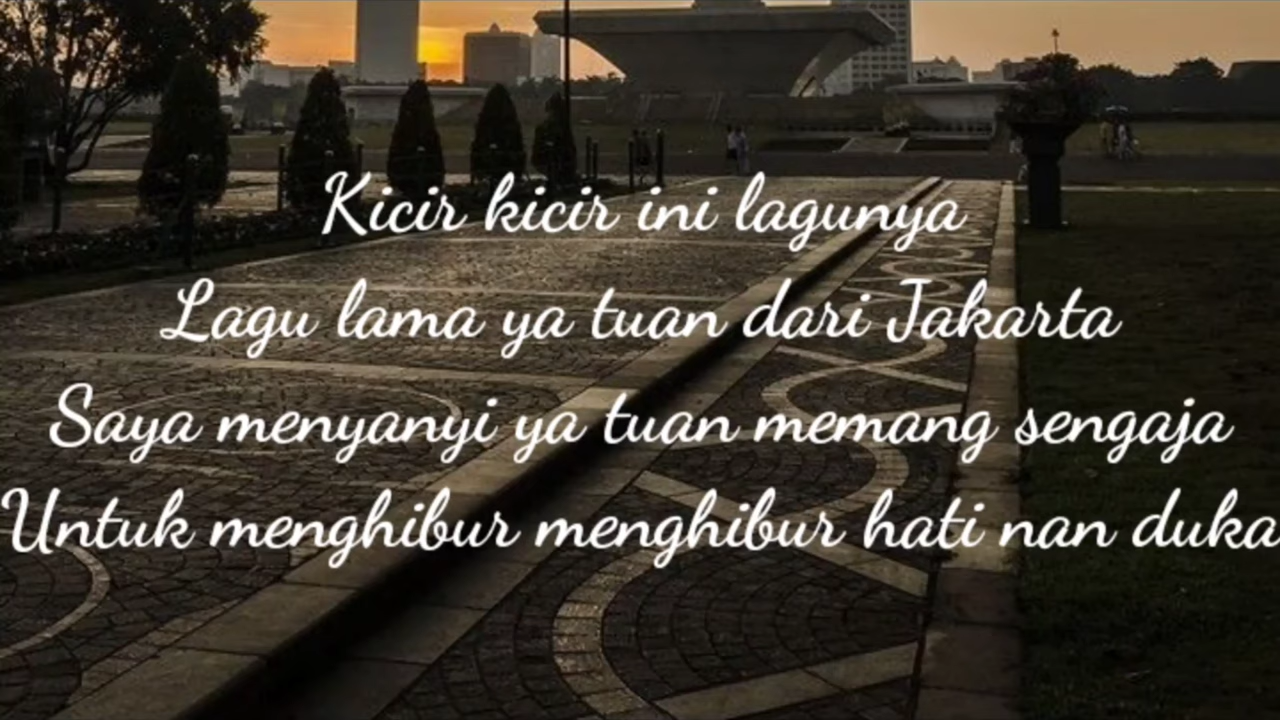 Kicir kicir ini lagunya
Lagu lama ya tuan dari Jakarta
Saya menyanyi ya tuan memang sengaja
Untuk menghibur menghibur hati nan duka